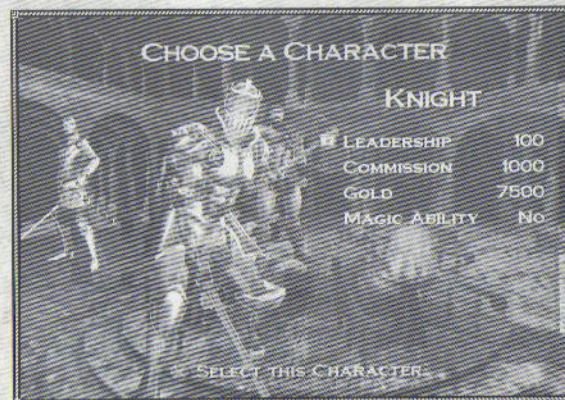 CHOOSE A CHARACTER
KNIGHT
LEADERSHIP 100
COMMISSION 1000
GOLD 7500
MAGIC ABILITY NO
SELECT THIS CHARACTER